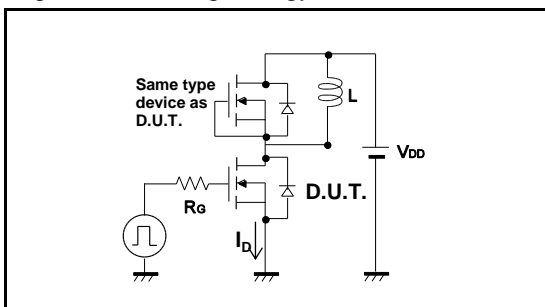 Same type
device as
D.U.T.
L
VDD
D.U.T.
RG
ID